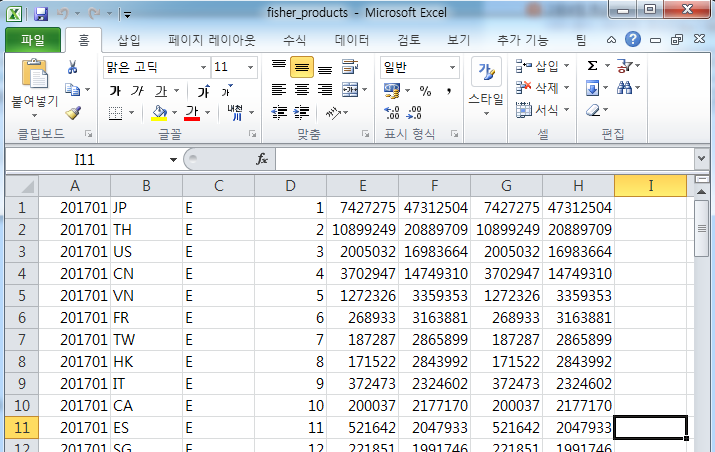 fisher_products - Microsoft Excel
파일 홈 삽입 페이지 레이아웃 수식 데이터 검토 보기 추가 기능 팀
붙여넣기 맑은 고딕 11 일반 스타일 삽입 삭제 서식
가 가 가 가 가 가 내천
클립보드 글꼴 맞춤 표시 형식 셀 편집
I11 fx
A B C D E F G H I
1 201701 JP E 1 7427275 47312504 7427275 47312504
2 201701 TH E 2 10899249 20889709 10899249 20889709
3 201701 US E 3 2005032 16983664 2005032 16983664
4 201701 CN E 4 3702947 14749310 3702947 14749310
5 201701 VN E 5 1272326 3359353 1272326 3359353
6 201701 FR E 6 268933 3163881 268933 3163881
7 201701 TW E 7 187287 2865899 187287 2865899
8 201701 HK E 8 171522 2843992 171522 2843992
9 201701 IT E 9 372473 2324602 372473 2324602
10 201701 CA E 10 200037 2177170 200037 2177170
11 201701 ES E 11 521642 2047933 521642 2047933
12 201701 SG E 12 221851 1991746 221851 1991746